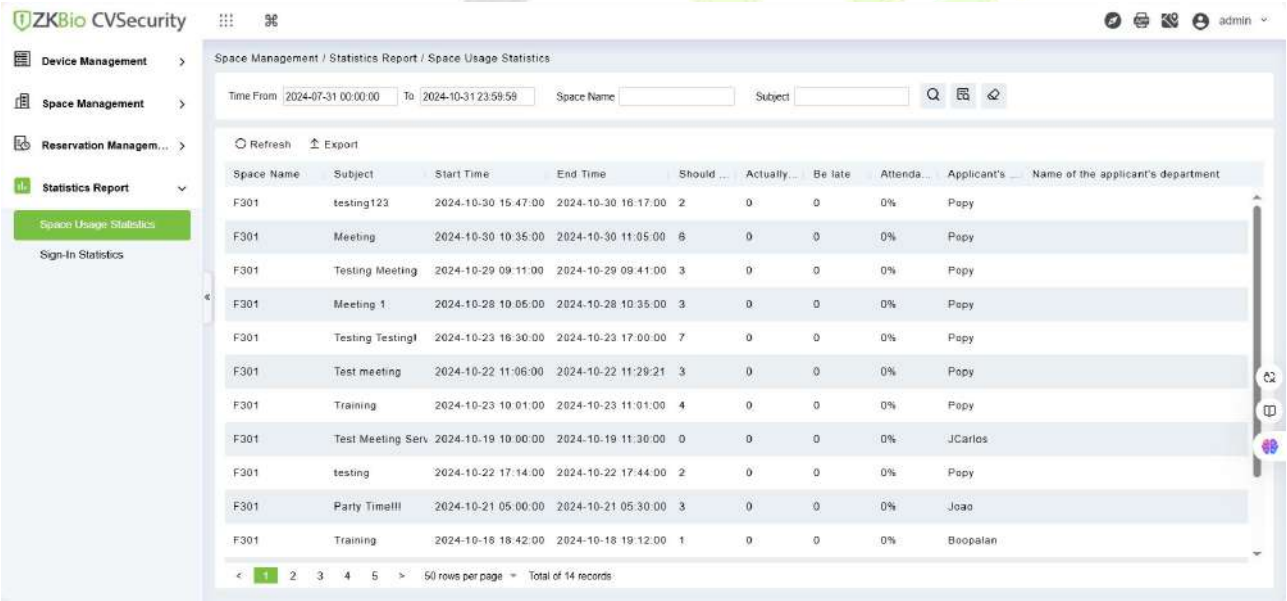 ZKBio CVSecurity
admin
Device Management
Space Management
Reservation Managem...
Statistics Report
Space Usage Statistics
Sign-In Statistics
Space Management / Statistics Report / Space Usage Statistics
Time From 2024-07-31 00:00:00 To 2024-10-31 23:59:59 Space Name Subject
Refresh Export
Space Name Subject Start Time End Time Should ... Actually... Be late Attenda... Applicant's ... Name of the applicant's department
F301 testing123 2024-10-30 15:47:00 2024-10-30 16:17:00 2 0 0 0% Popy
F301 Meeting 2024-10-30 10:35:00 2024-10-30 11:05:00 6 0 0 0% Popy
F301 Testing Meeting 2024-10-29 09:11:00 2024-10-29 09:41:00 3 0 0 0% Popy
F301 Meeting 1 2024-10-28 10:05:00 2024-10-28 10:35:00 3 0 0 0% Popy
F301 Testing Testing! 2024-10-23 16:30:00 2024-10-23 17:00:00 7 0 0 0% Popy
F301 Test meeting 2024-10-22 11:06:00 2024-10-22 11:29:21 3 0 0 0% Popy
F301 Training 2024-10-23 10:01:00 2024-10-23 11:01:00 4 0 0 0% Popy
F301 Test Meeting Serv 2024-10-19 10:00:00 2024-10-19 11:30:00 0 0 0 0% JCarlos
F301 testing 2024-10-22 17:14:00 2024-10-22 17:44:00 2 0 0 0% Popy
F301 Party Time!!! 2024-10-21 05:00:00 2024-10-21 05:30:00 3 0 0 0% Joao
F301 Training 2024-10-18 18:42:00 2024-10-18 19:12:00 1 0 0 0% Boopalan
< 1 2 3 4 5 > 50 rows per page Total of 14 records